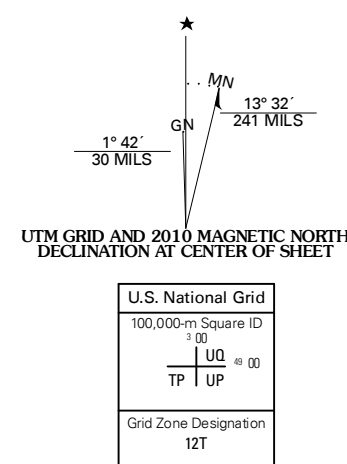 ★
MN
GN
13° 32´
241 MILS
1° 42´
30 MILS
UTM GRID AND 2010 MAGNETIC NORTH
DECLINATION AT CENTER OF SHEET
U.S. National Grid
100,000-m Square ID
3 00
UQ 49 00
TP UP
Grid Zone Designation
12T